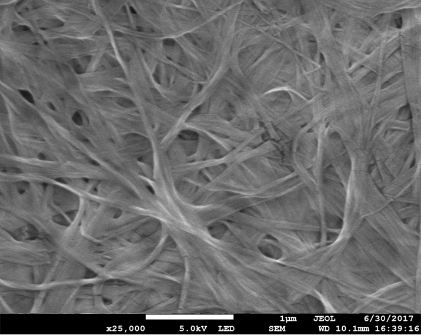 1µm JEOL 6/30/2017
x25,000 5.0kV LED SEM WD 10.1mm 16:39:16